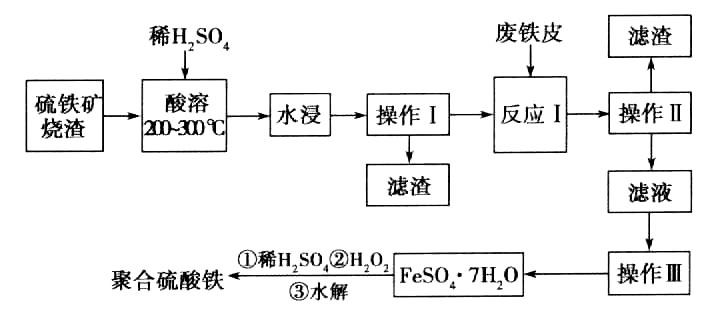 稀H₂SO₄
废铁皮
滤渣
硫铁矿
烧渣
酸溶
200~300℃
水浸
操作Ⅰ
反应Ⅰ
操作Ⅱ
滤渣
滤液
聚合硫酸铁
①稀H₂SO₄②H₂O₂
③水解
FeSO₄·7H₂O
操作Ⅲ